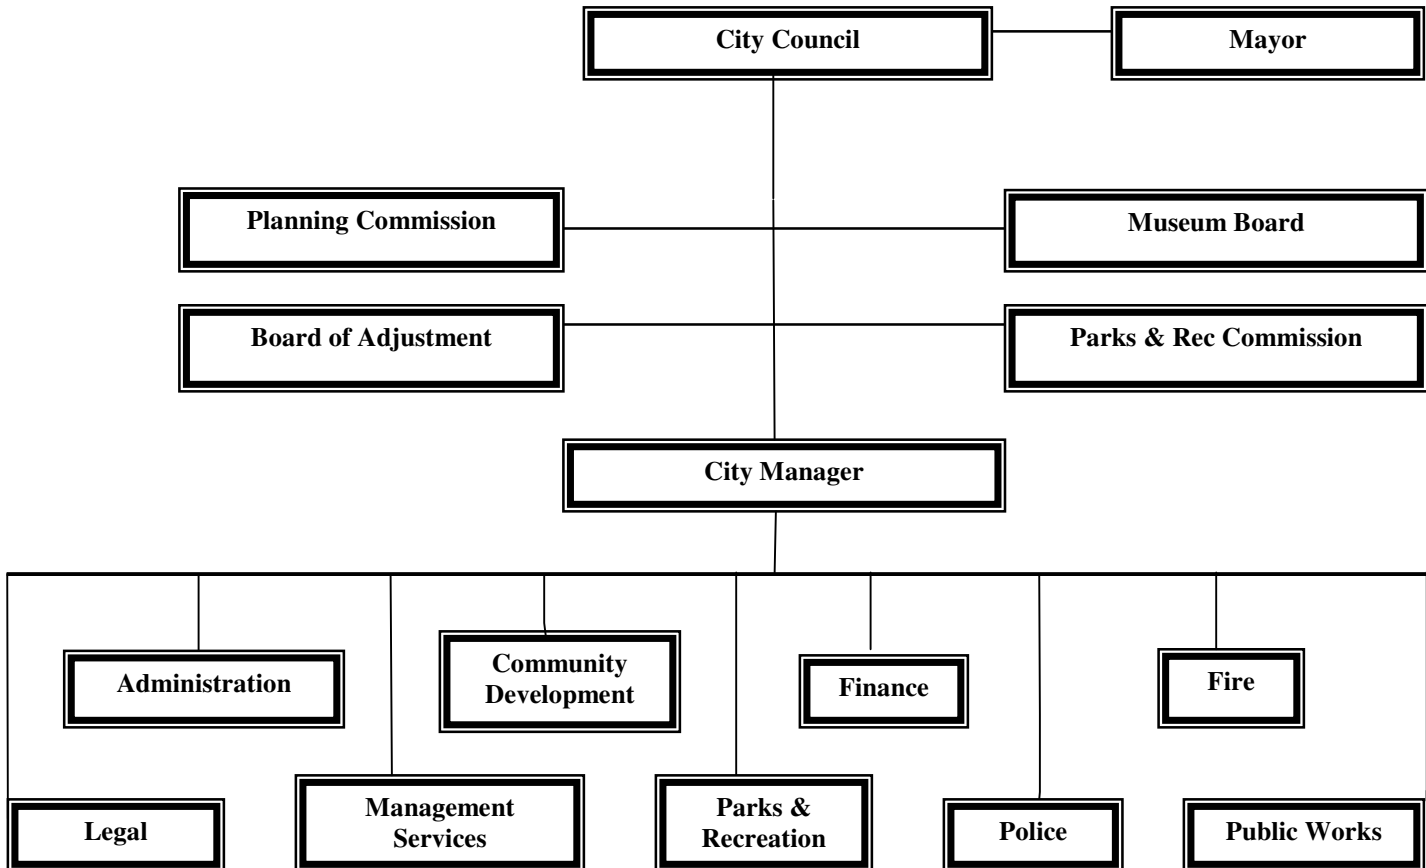 City Council
Mayor
Planning Commission
Museum Board
Board of Adjustment
Parks & Rec Commission
City Manager
Administration
Community
Development
Finance
Fire
Legal
Management
Services
Parks &
Recreation
Police
Public Works